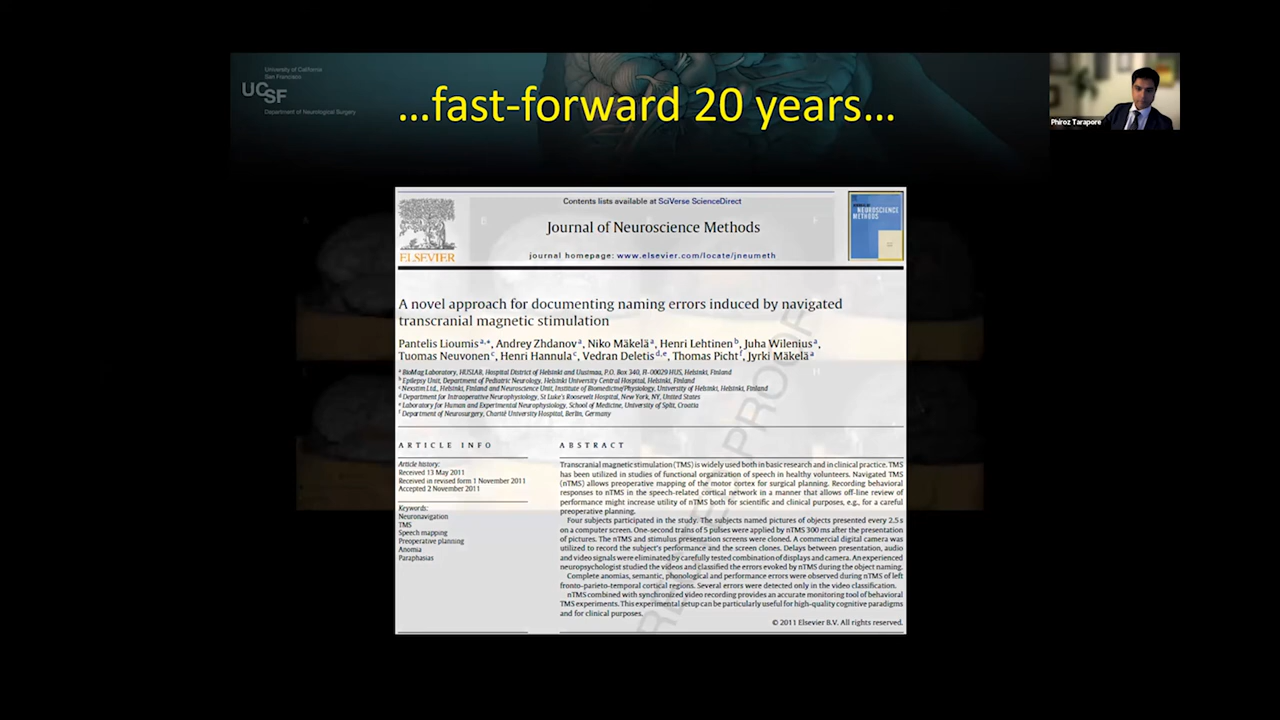 University of California
San Francisco
UCSF
Department of Neurological Surgery
...fast-forward 20 years...
Phiroz Tarapore
Contents lists available at SciVerse ScienceDirect
Journal of Neuroscience Methods
journal homepage: www.elsevier.com/locate/jneumeth
ELSEVIER
NEUROSCIENCE
METHODS
A novel approach for documenting naming errors induced by navigated
transcranial magnetic stimulation
Pantelis Lioumis a,*, Andrey Zhdanov a, Niko Mäkelä a, Henri Lehtinen b, Juha Wilenius a,
Tuomas Neuvonen c, Henri Hannula c, Vedran Deletis d,e, Thomas Picht f, Jyrki Mäkelä a
a BioMag Laboratory, HUSLAB, Hospital District of Helsinki and Uusimaa, P.O. Box 340, FI-00029 HUS, Helsinki, Finland
b Epilepsy Unit, Department of Pediatric Neurology, Helsinki University Central Hospital, Helsinki, Finland
c Nexstim Ltd., Helsinki, Finland and Neuroscience Unit, Institute of Biomedicine/Physiology, University of Helsinki, Helsinki, Finland
d Department for Intraoperative Neurophysiology, St Luke's Roosevelt Hospital, New York, NY, United States
e Laboratory for Human and Experimental Neurophysiology, School of Medicine, University of Split, Croatia
f Department of Neurosurgery, Charité University Hospital, Berlin, Germany
ARTICLE INFO
Article history:
Received 13 May 2011
Received in revised form 1 November 2011
Accepted 2 November 2011
Keywords:
Neuronavigation
TMS
Speech mapping
Preoperative planning
Anomia
Paraphasias
ABSTRACT
Transcranial magnetic stimulation (TMS) is widely used both in basic research and in clinical practice. TMS
has been utilized in studies of functional organization of speech in healthy volunteers. Navigated TMS
(nTMS) allows preoperative mapping of the motor cortex for surgical planning. Recording behavioral
responses to nTMS in the speech-related cortical network in a manner that allows off-line review of
performance might increase utility of nTMS both for scientific and clinical purposes, e.g., for a careful
preoperative planning.
Four subjects participated in the study. The subjects named pictures of objects presented every 2.5 s
on a computer screen. One-second trains of 5 pulses were applied by nTMS 300 ms after the presentation
of pictures. The nTMS and stimulus presentation screens were cloned. A commercial digital camera was
utilized to record the subject's performance and the screen clones. Delays between presentation, audio
and video signals were eliminated by carefully tested combination of displays and camera. An experienced
neuropsychologist studied the videos and classified the errors evoked by nTMS during the object naming.
Complete anomias, semantic, phonological and performance errors were observed during nTMS of left
fronto-parieto-temporal cortical regions. Several errors were detected only in the video classification.
nTMS combined with synchronized video recording provides an accurate monitoring tool of behavioral
TMS experiments. This experimental setup can be particularly useful for high-quality cognitive paradigms
and for clinical purposes.
© 2011 Elsevier B.V. All rights reserved.
PROOF